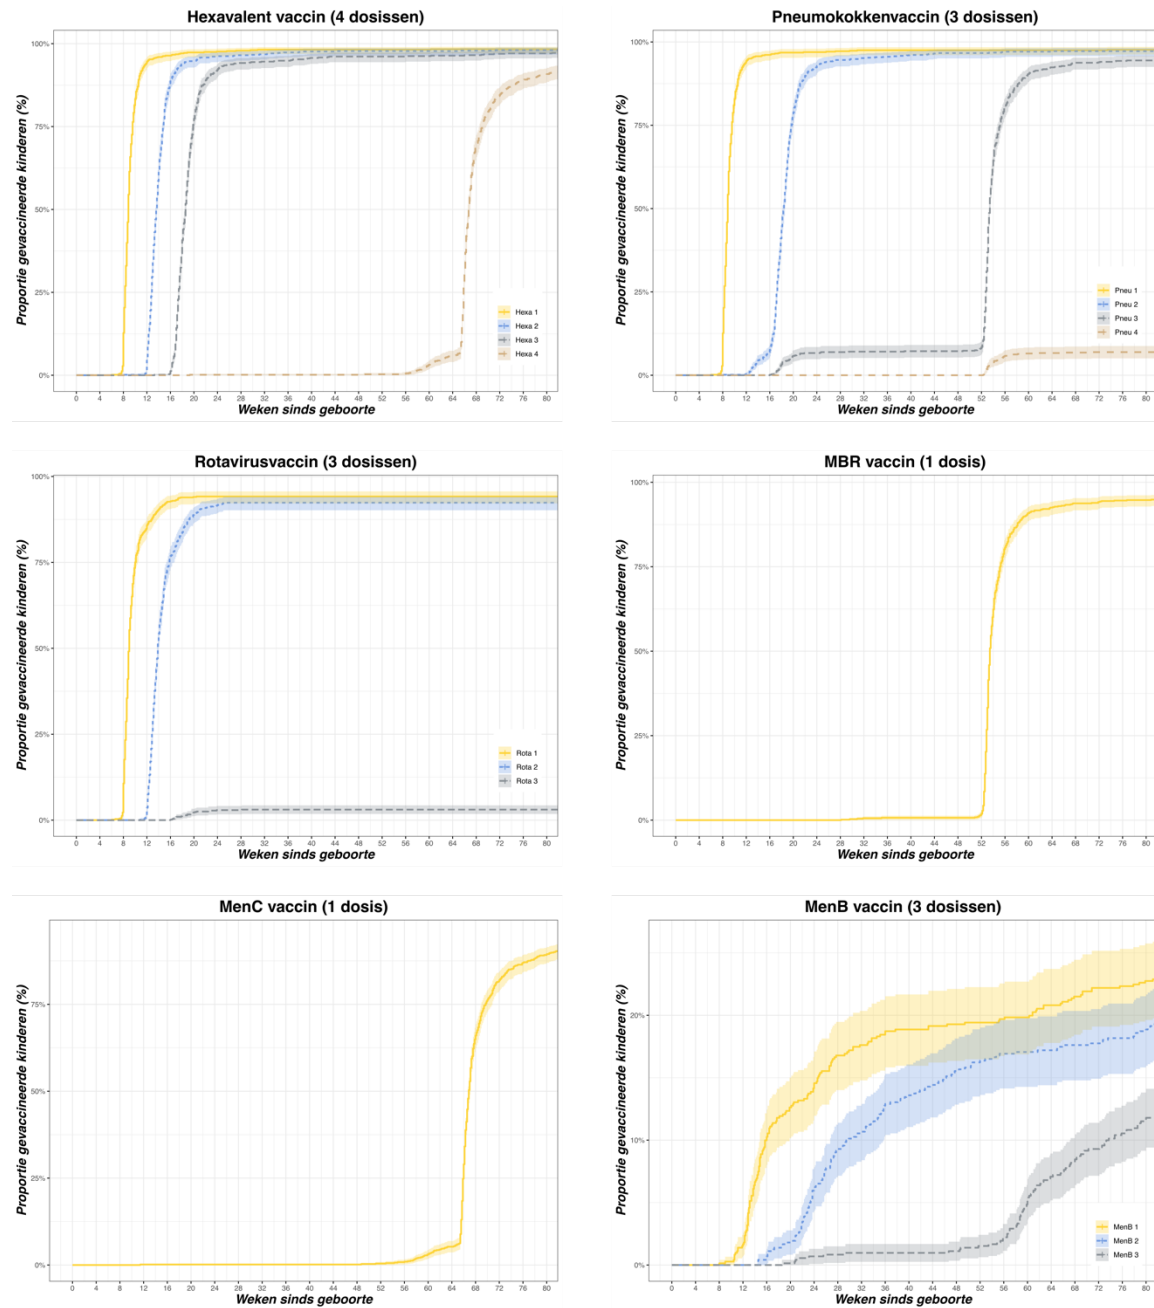 Hexavalent vaccin (4 dosissen)
Proportie gevaccineerde kinderen (%)
100%
75%
50%
25%
0%
Hexa 1
Hexa 2
Hexa 3
Hexa 4
0 4 8 12 16 20 24 28 32 36 40 44 48 52 56 60 64 68 72 76 80
Weken sinds geboorte
Pneumokokkenvaccin (3 dosissen)
Proportie gevaccineerde kinderen (%)
100%
75%
50%
25%
0%
Pneu 1
Pneu 2
Pneu 3
Pneu 4
0 4 8 12 16 20 24 28 32 36 40 44 48 52 56 60 64 68 72 76 80
Weken sinds geboorte
Rotavirusvaccin (3 dosissen)
Proportie gevaccineerde kinderen (%)
100%
75%
50%
25%
0%
Rota 1
Rota 2
Rota 3
0 4 8 12 16 20 24 28 32 36 40 44 48 52 56 60 64 68 72 76 80
Weken sinds geboorte
MBR vaccin (1 dosis)
Proportie gevaccineerde kinderen (%)
100%
75%
50%
25%
0%
0 4 8 12 16 20 24 28 32 36 40 44 48 52 56 60 64 68 72 76 80
Weken sinds geboorte
MenC vaccin (1 dosis)
Proportie gevaccineerde kinderen (%)
75%
50%
25%
0%
0 4 8 12 16 20 24 28 32 36 40 44 48 52 56 60 64 68 72 76 80
Weken sinds geboorte
MenB vaccin (3 dosissen)
Proportie gevaccineerde kinderen (%)
20%
10%
0%
MenB 1
MenB 2
MenB 3
0 4 8 12 16 20 24 28 32 36 40 44 48 52 56 60 64 68 72 76 80
Weken sinds geboorte